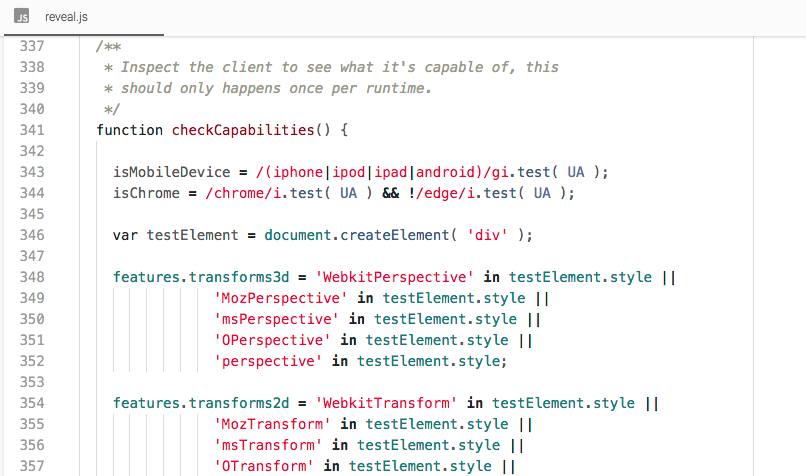 JS reveal.js
337 /**
338 * Inspect the client to see what it's capable of, this
339 * should only happens once per runtime.
340 */
341 function checkCapabilities() {
342
343 isMobileDevice = /(iphone|ipod|ipad|android)/gi.test( UA );
344 isChrome = /chrome/i.test( UA ) && !/edge/i.test( UA );
345
346 var testElement = document.createElement( 'div' );
347
348 features.transforms3d = 'WebkitPerspective' in testElement.style ||
349 'MozPerspective' in testElement.style ||
350 'msPerspective' in testElement.style ||
351 'OPerspective' in testElement.style ||
352 'perspective' in testElement.style;
353
354 features.transforms2d = 'WebkitTransform' in testElement.style ||
355 'MozTransform' in testElement.style ||
356 'msTransform' in testElement.style ||
357 'OTransform' in testElement.style ||